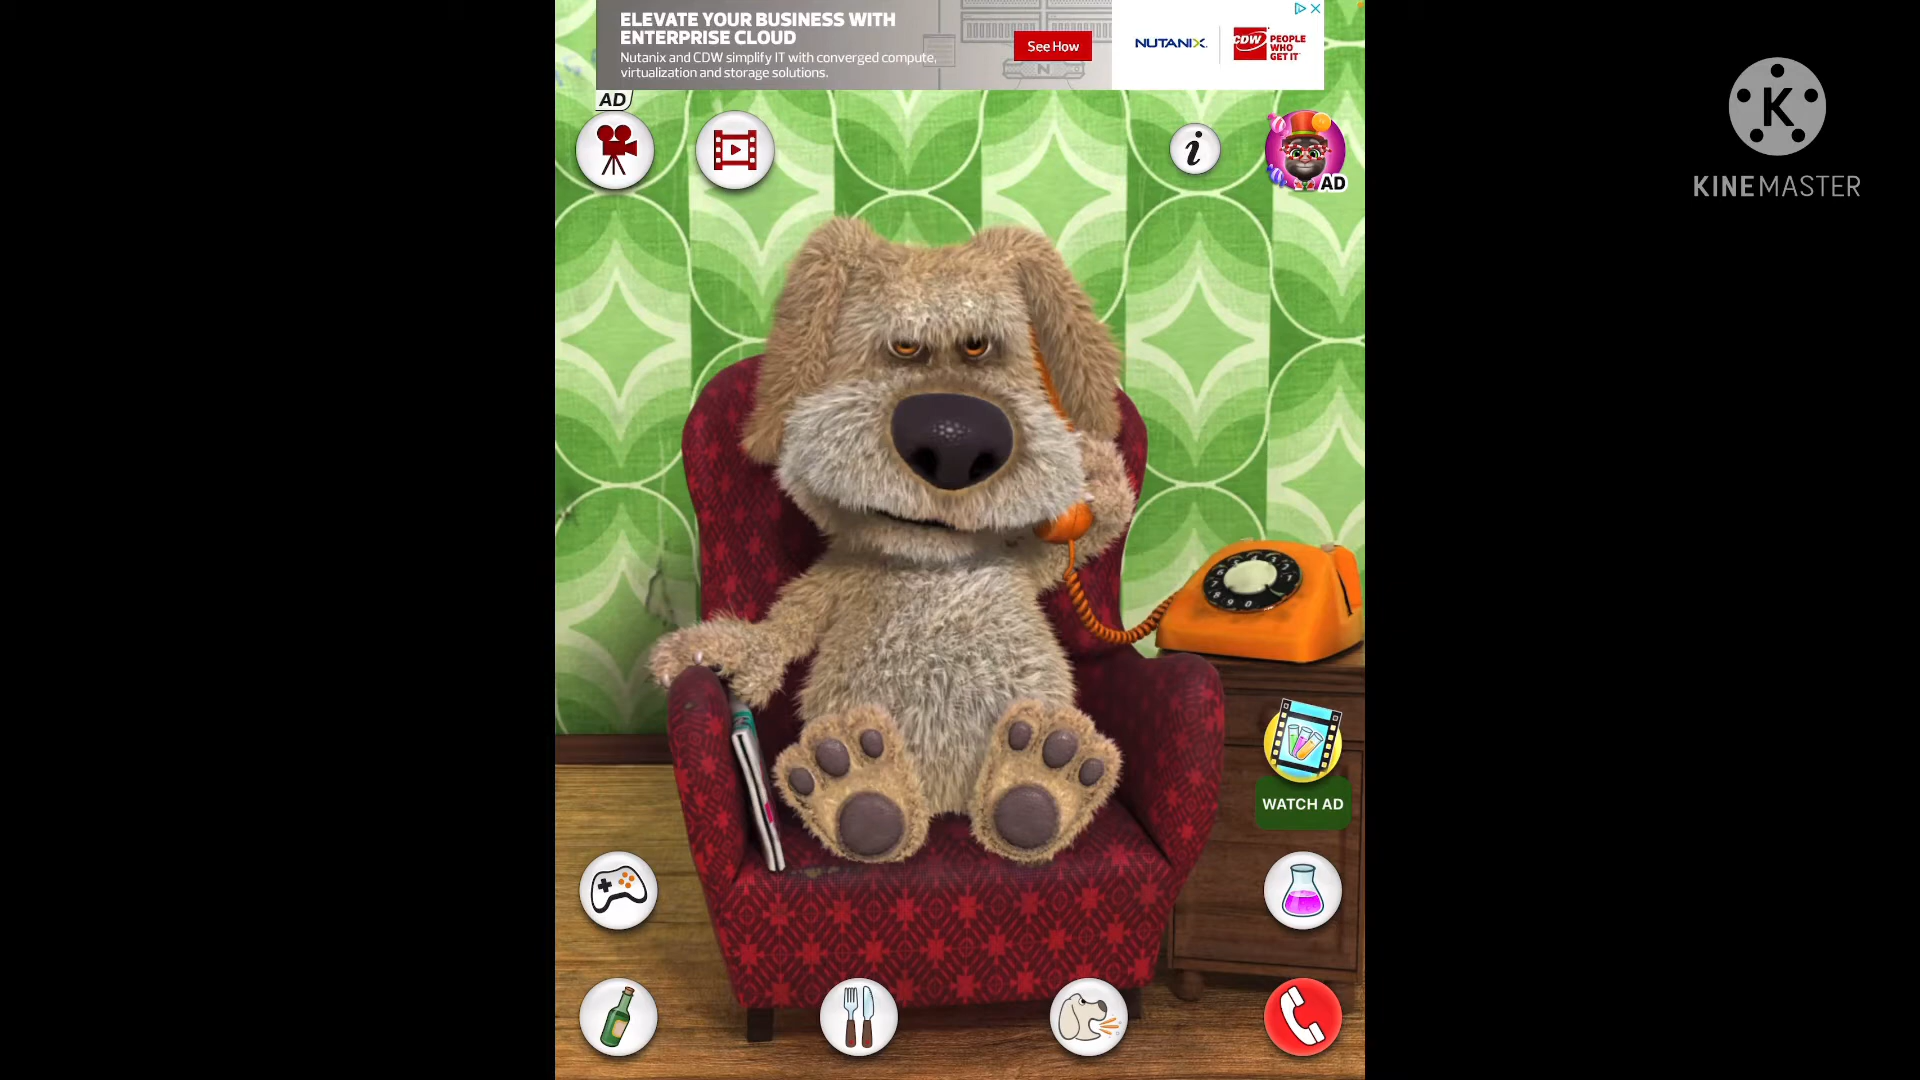 ELEVATE YOUR BUSINESS WITH
ENTERPRISE CLOUD
Nutanix and CDW simplify IT with converged compute,
virtualization and storage solutions.
See How
N
NUTANIX
CDW
PEOPLE
WHO
GET IT
AD
i
AD
K
KINEMASTER
WATCH AD